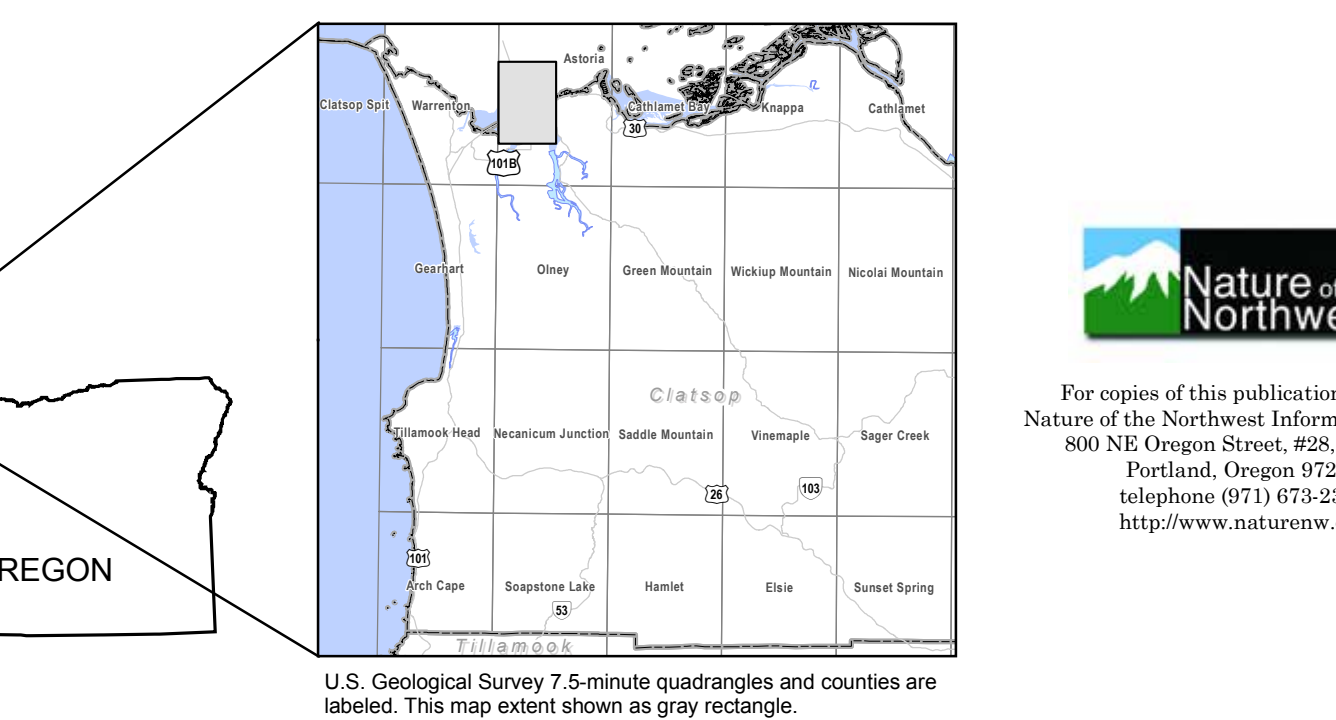 Astoria
Clatsop Spit
Warrenton
Cathlamet Bay
Knappa
Cathlamet
30
101B
Gearhart
Olney
Green Mountain
Wickiup Mountain
Nicolai Mountain
Clatsop
Tillamook Head
Necanicum Junction
Saddle Mountain
Vinemaple
Sager Creek
26
103
101
Arch Cape
Soapstone Lake
Hamlet
Elsie
Sunset Spring
53
Tillamook
REGON
U.S. Geological Survey 7.5-minute quadrangles and counties are
labeled. This map extent shown as gray rectangle.
Nature of
Northwe
For copies of this publication
Nature of the Northwest Inform
800 NE Oregon Street, #28,
Portland, Oregon 972
telephone (971) 673-23
http://www.naturenw.